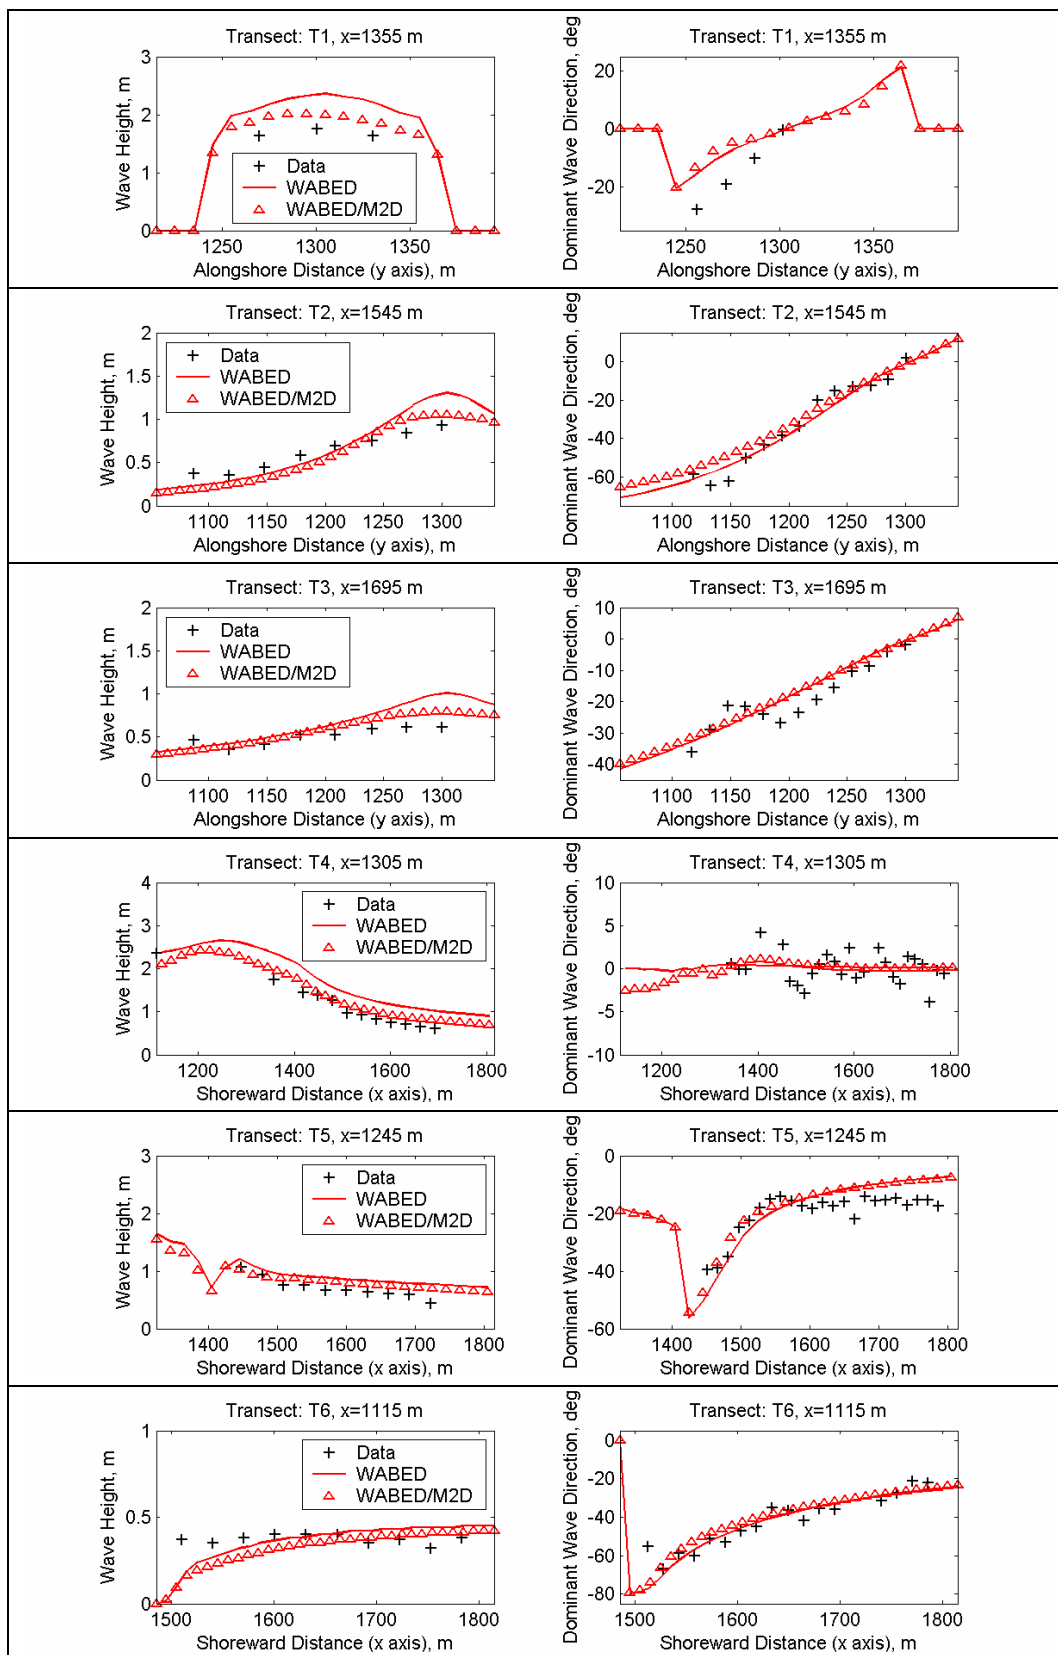 Transect: T1, x=1355 m
Wave Height, m
3
2
1
0
Data
WABED
WABED/M2D
1250 1300 1350
Alongshore Distance (y axis), m
Transect: T1, x=1355 m
Dominant Wave Direction, deg
20
0
-20
1250 1300 1350
Alongshore Distance (y axis), m
Transect: T2, x=1545 m
Wave Height, m
2
1.5
1
0.5
0
Data
WABED
WABED/M2D
1100 1150 1200 1250 1300
Alongshore Distance (y axis), m
Transect: T2, x=1545 m
Dominant Wave Direction, deg
0
-20
-40
-60
1100 1150 1200 1250 1300
Alongshore Distance (y axis), m
Transect: T3, x=1695 m
Wave Height, m
2
1.5
1
0.5
0
Data
WABED
WABED/M2D
1100 1150 1200 1250 1300
Alongshore Distance (y axis), m
Transect: T3, x=1695 m
Dominant Wave Direction, deg
10
0
-10
-20
-30
-40
1100 1150 1200 1250 1300
Alongshore Distance (y axis), m
Transect: T4, x=1305 m
Wave Height, m
4
3
2
1
0
Data
WABED
WABED/M2D
1200 1400 1600 1800
Shoreward Distance (x axis), m
Transect: T4, x=1305 m
Dominant Wave Direction, deg
10
5
0
-5
-10
1200 1400 1600 1800
Shoreward Distance (x axis), m
Transect: T5, x=1245 m
Wave Height, m
3
2
1
0
Data
WABED
WABED/M2D
1400 1500 1600 1700 1800
Shoreward Distance (x axis), m
Transect: T5, x=1245 m
Dominant Wave Direction, deg
0
-20
-40
-60
1400 1500 1600 1700 1800
Shoreward Distance (x axis), m
Transect: T6, x=1115 m
Wave Height, m
1
0.5
0
Data
WABED
WABED/M2D
1500 1600 1700 1800
Shoreward Distance (x axis), m
Transect: T6, x=1115 m
Dominant Wave Direction, deg
0
-20
-40
-60
-80
1500 1600 1700 1800
Shoreward Distance (x axis), m